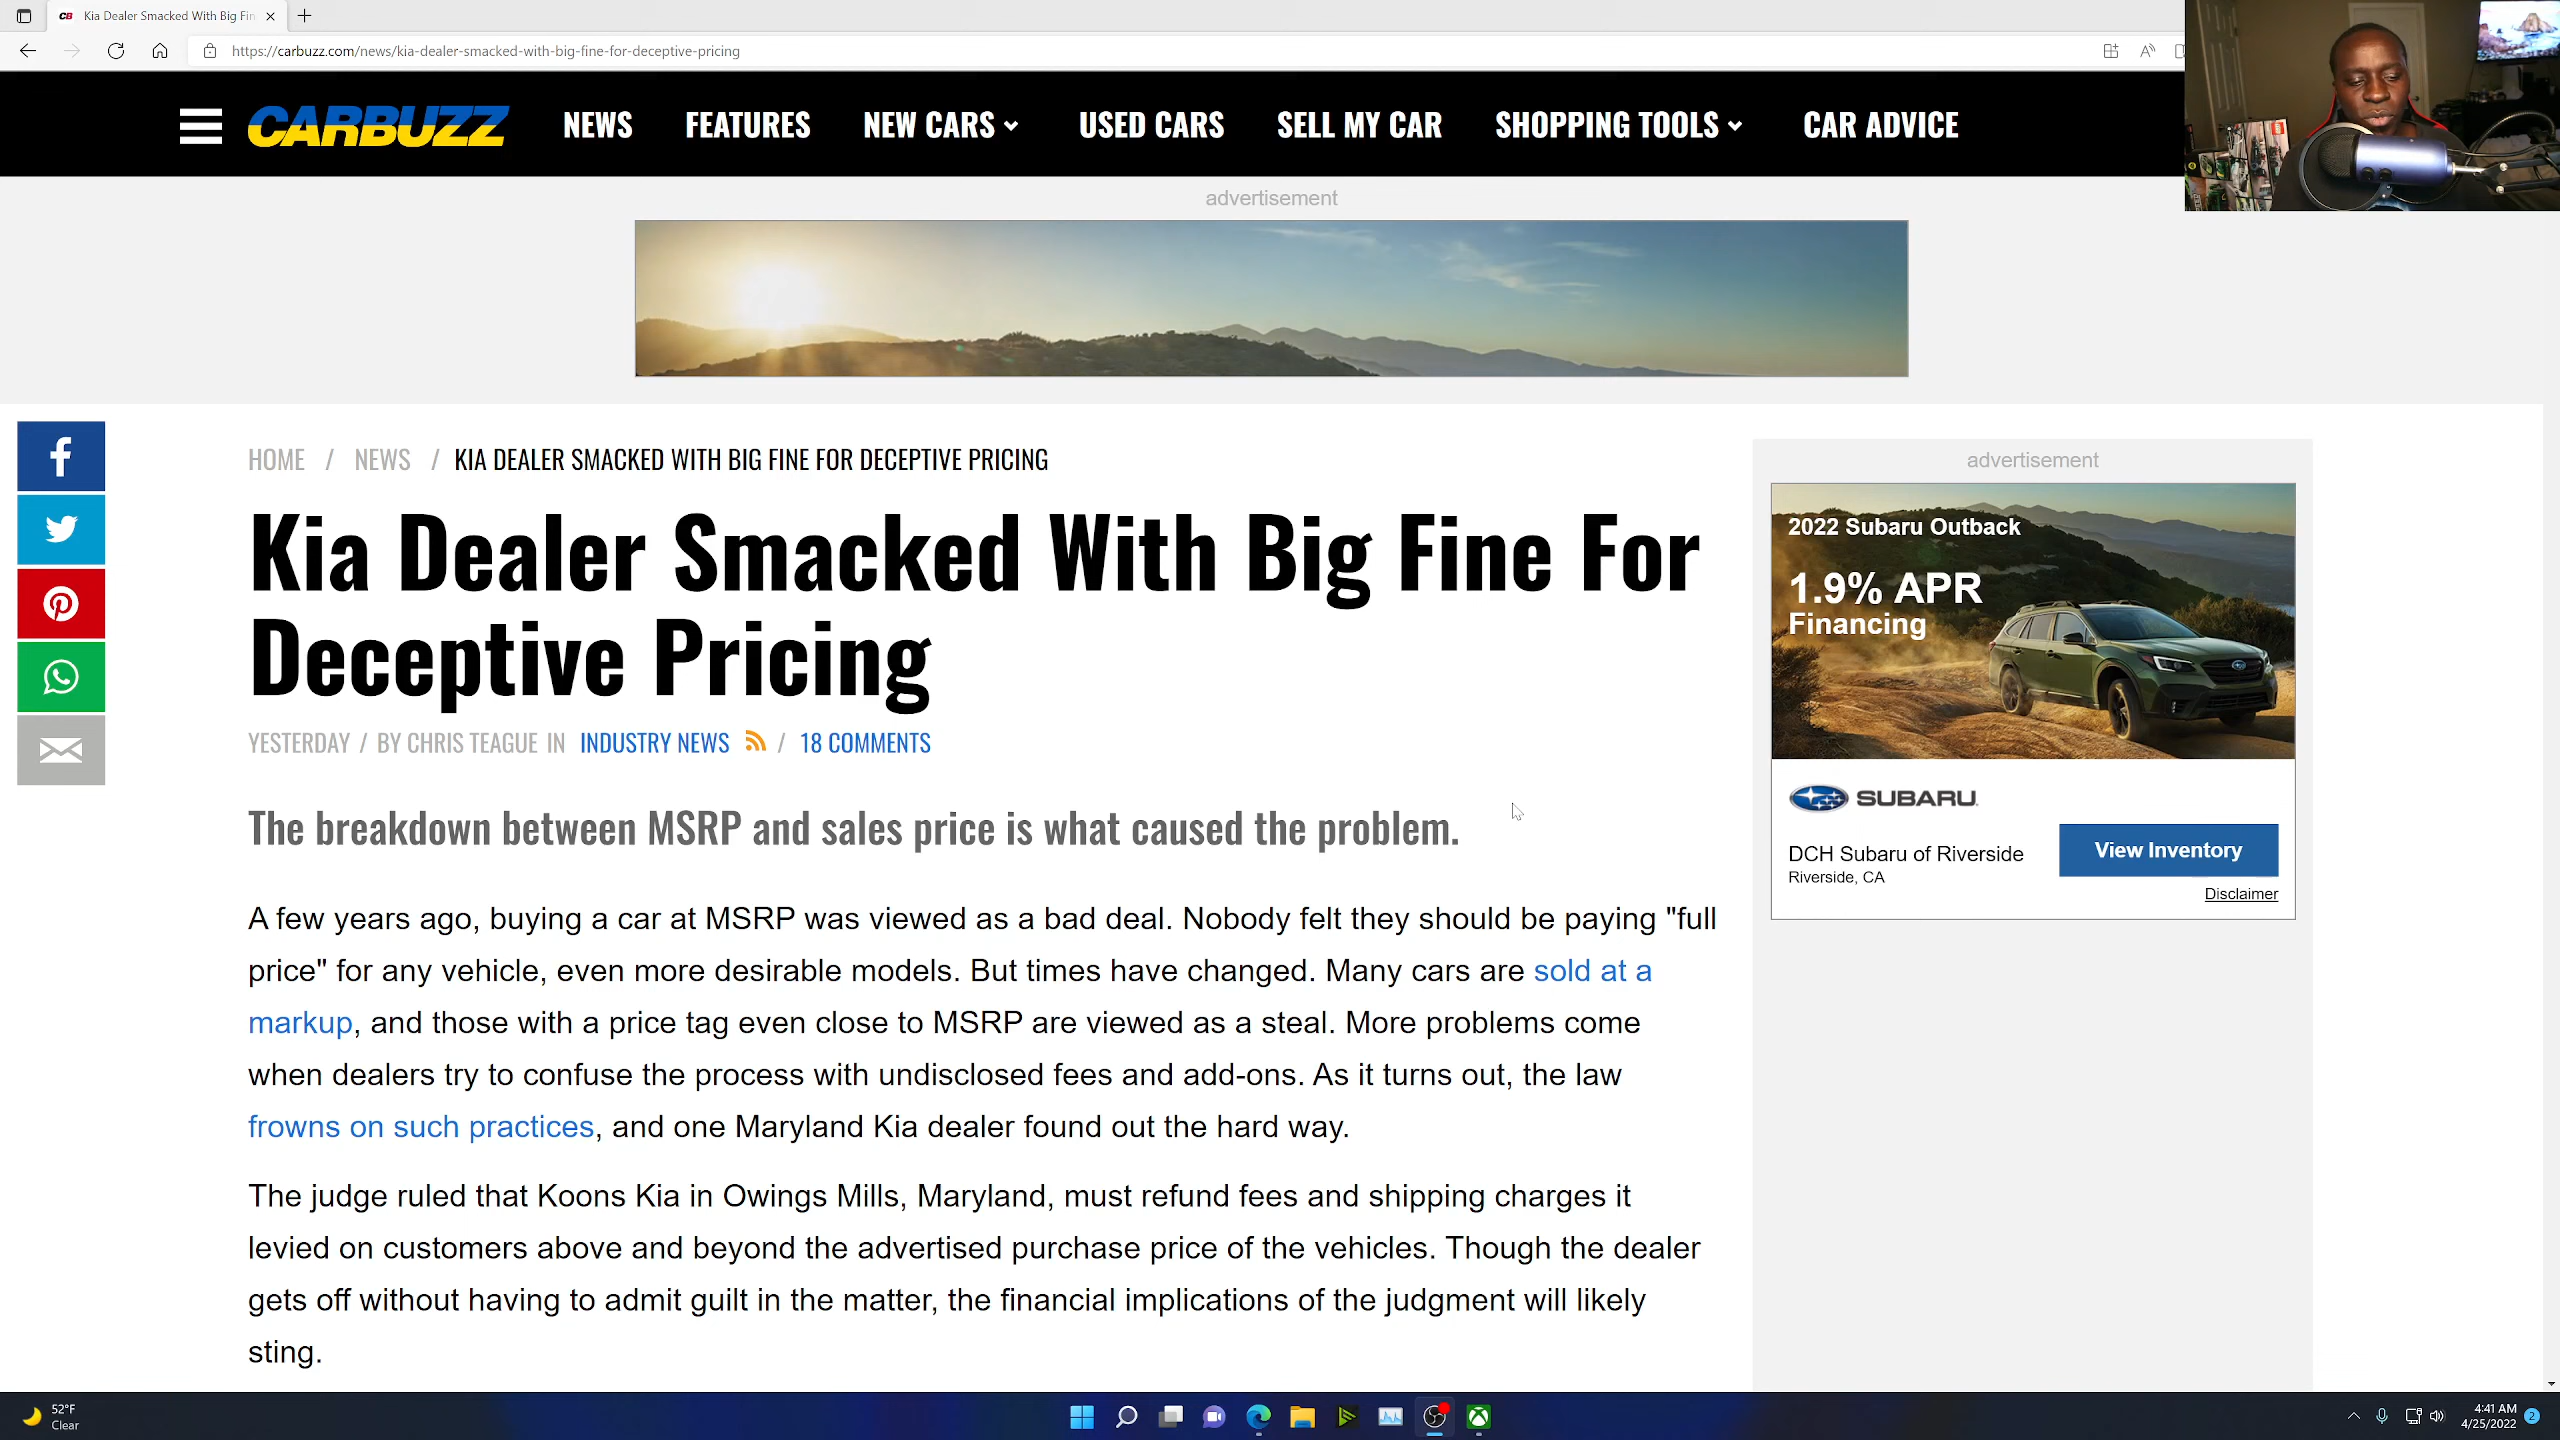 Kia Dealer Smacked With Big Fin
https://carbuzz.com/news/kia-dealer-smacked-with-big-fine-for-deceptive-pricing
CARBUZZ
NEWS
FEATURES
NEW CARS
USED CARS
SELL MY CAR
SHOPPING TOOLS
CAR ADVICE
advertisement
HOME / NEWS / KIA DEALER SMACKED WITH BIG FINE FOR DECEPTIVE PRICING
Kia Dealer Smacked With Big Fine For
Deceptive Pricing
YESTERDAY / BY CHRIS TEAGUE IN INDUSTRY NEWS / 18 COMMENTS
The breakdown between MSRP and sales price is what caused the problem.
A few years ago, buying a car at MSRP was viewed as a bad deal. Nobody felt they should be paying "full
price" for any vehicle, even more desirable models. But times have changed. Many cars are sold at a
markup, and those with a price tag even close to MSRP are viewed as a steal. More problems come
when dealers try to confuse the process with undisclosed fees and add-ons. As it turns out, the law
frowns on such practices, and one Maryland Kia dealer found out the hard way.
The judge ruled that Koons Kia in Owings Mills, Maryland, must refund fees and shipping charges it
levied on customers above and beyond the advertised purchase price of the vehicles. Though the dealer
gets off without having to admit guilt in the matter, the financial implications of the judgment will likely
sting.
advertisement
2022 Subaru Outback
1.9% APR
Financing
SUBARU
DCH Subaru of Riverside
Riverside, CA
View Inventory
Disclaimer
52°F
Clear
4:41 AM
4/25/2022
2